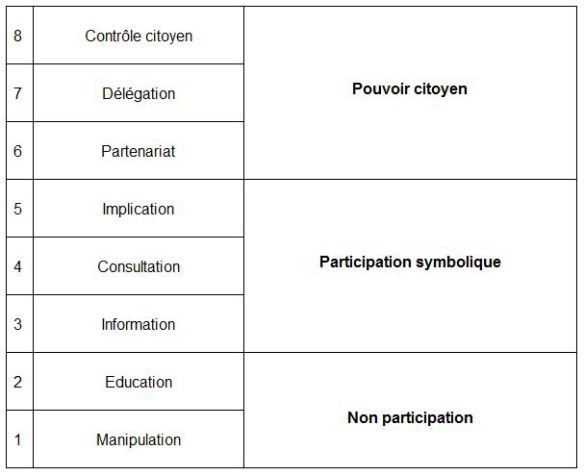 8 Contrôle citoyen
7 Délégation
Pouvoir citoyen
6 Partenariat
5 Implication
4 Consultation
Participation symbolique
3 Information
2 Education
1 Manipulation
Non participation